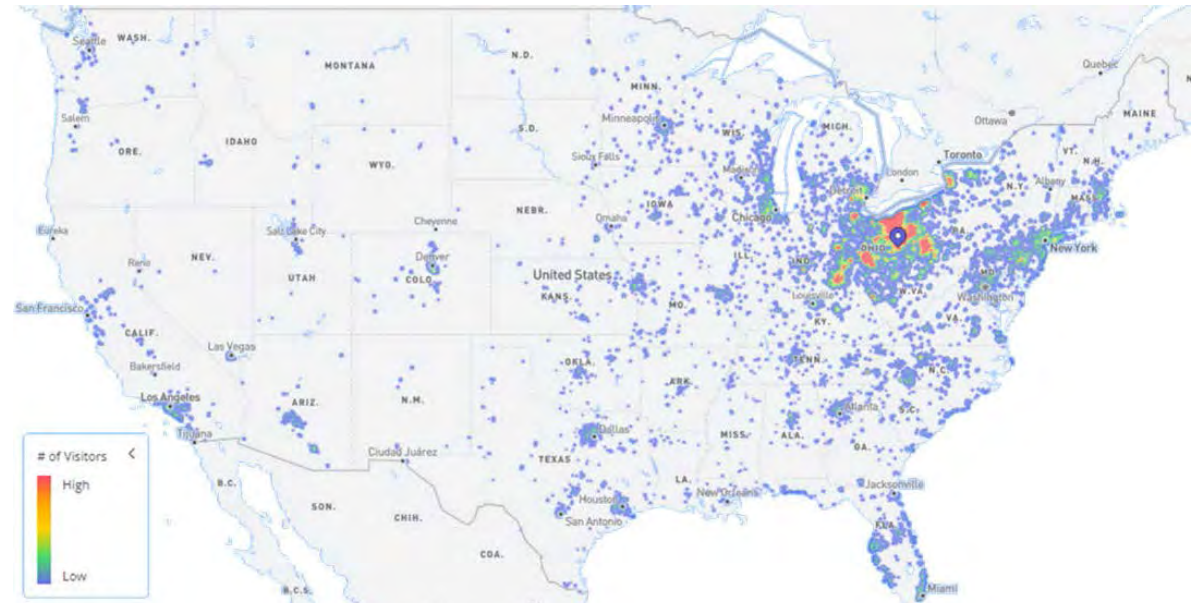 WASH.
Seattle
MONTANA
N.D.
MINN.
Quebec
Ottawa
MAINE
Salem
ORE.
IDAHO
S.D.
Minneapolis
WIS.
MICH.
Toronto
VT.
N.H.
WYO.
Sioux Falls
Madison
London
Detroit
N.Y.
Albany
MASS.
Eureka
Reno
NEV.
Salt Lake City
UTAH
Cheyenne
NEBR.
Omaha
IOWA
Chicago
Denver
COLO.
United States
KANS.
ILL.
IND.
OHIO
PA.
New York
MD.
Washington
San Francisco
CALIF.
Las Vegas
MO.
Louisville
KY.
W.VA.
VA.
Bakersfield
Los Angeles
Tijuana
ARIZ.
N.M.
OKLA.
ARK.
TENN.
N.C.
Atlanta
S.C.
Dallas
MISS.
ALA.
GA.
Ciudad Juárez
TEXAS
LA.
Jacksonville
New Orleans
Houston
San Antonio
FLA.
Miami
B.C.
SON.
CHIH.
COA.
B.C.S.
# of Visitors
High
Low